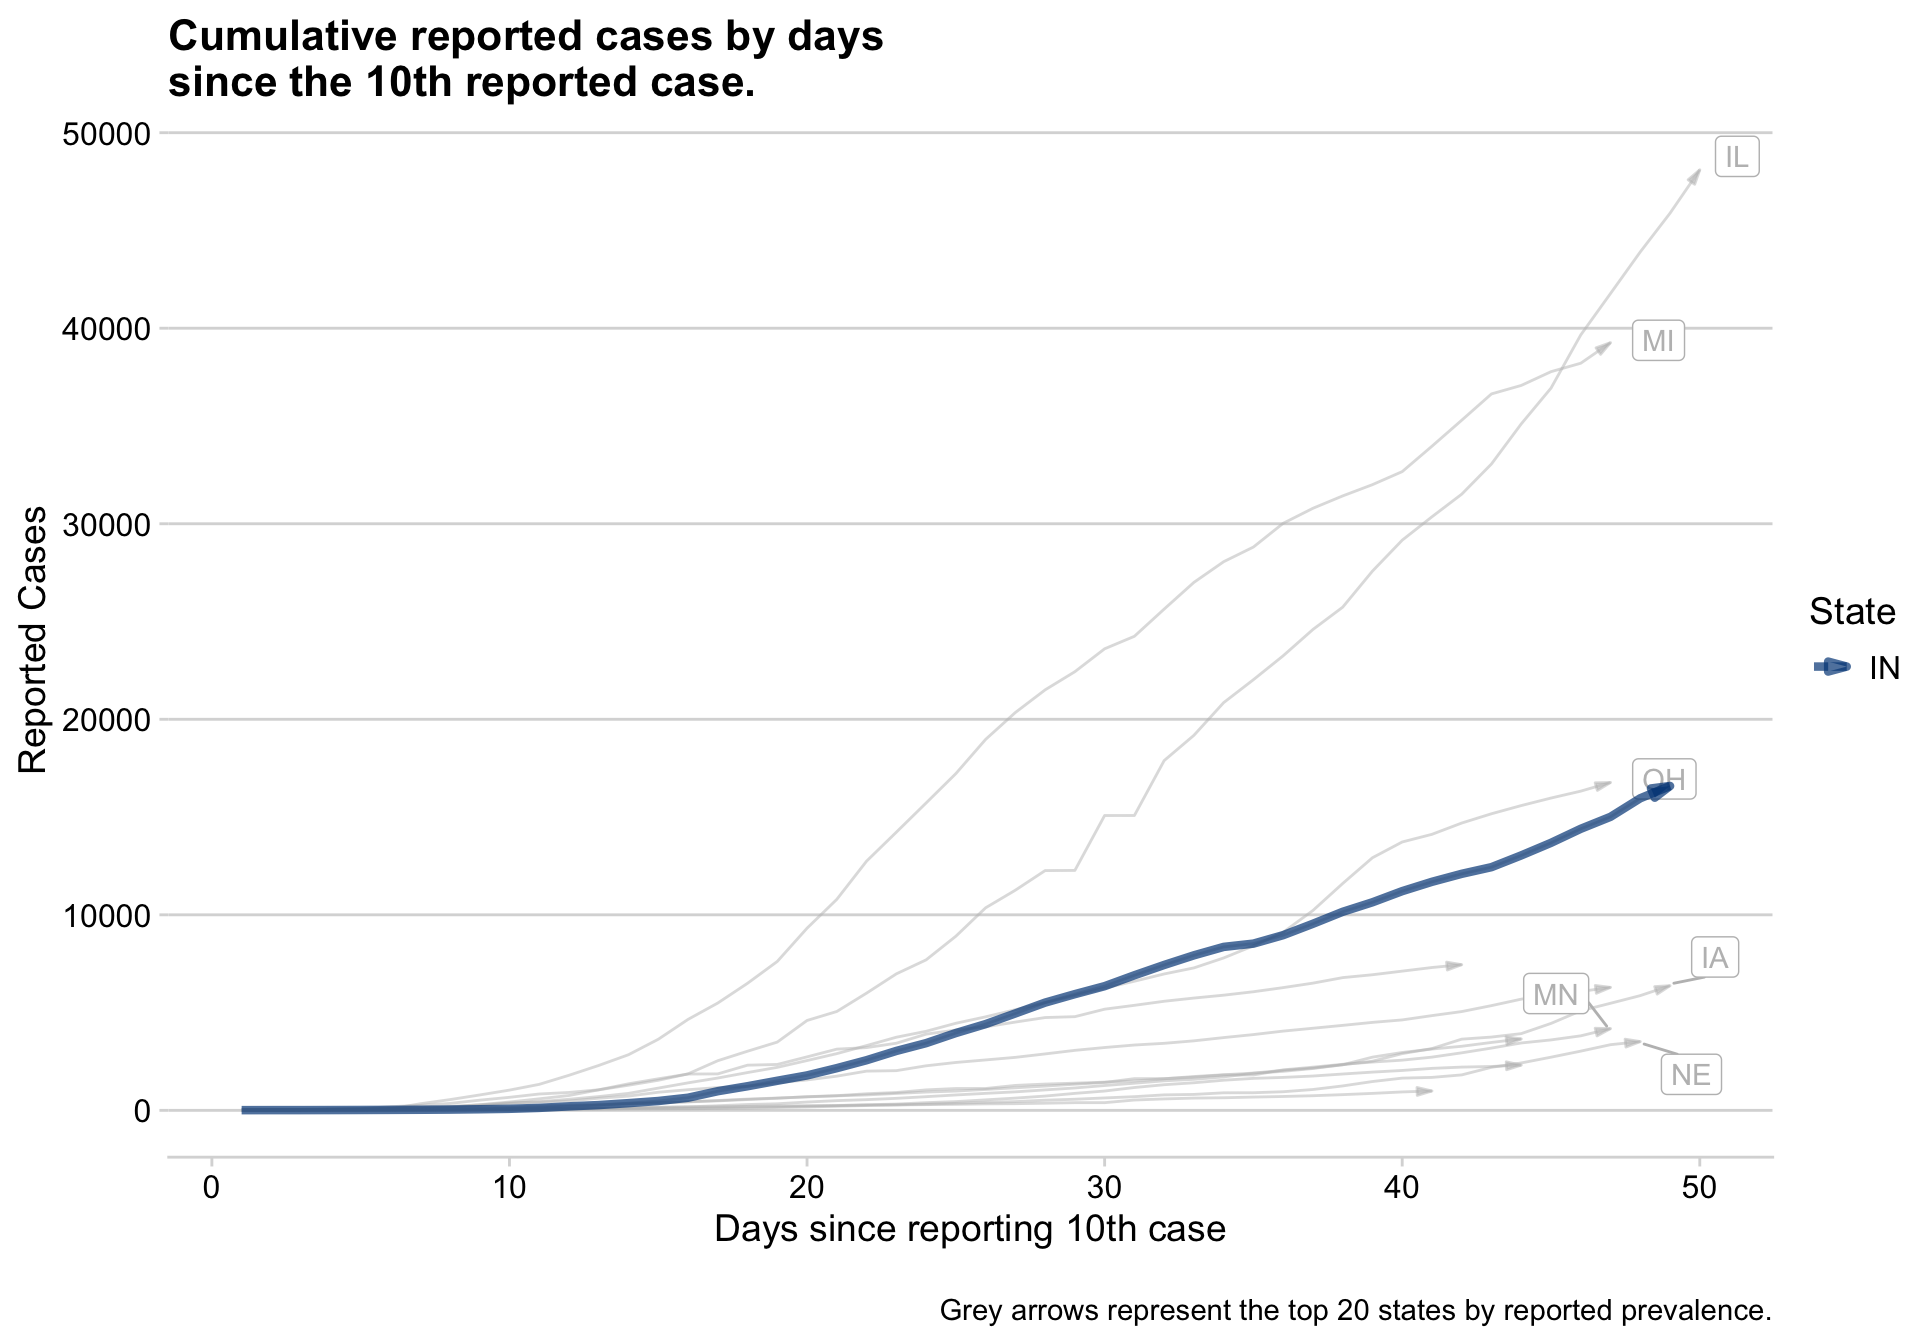 Cumulative reported cases by days
since the 10th reported case.
50000
40000
30000
20000
10000
0
Reported Cases
IL
MI
OH
IA
MN
NE
State
IN
0 10 20 30 40 50
Days since reporting 10th case
Grey arrows represent the top 20 states by reported prevalence.